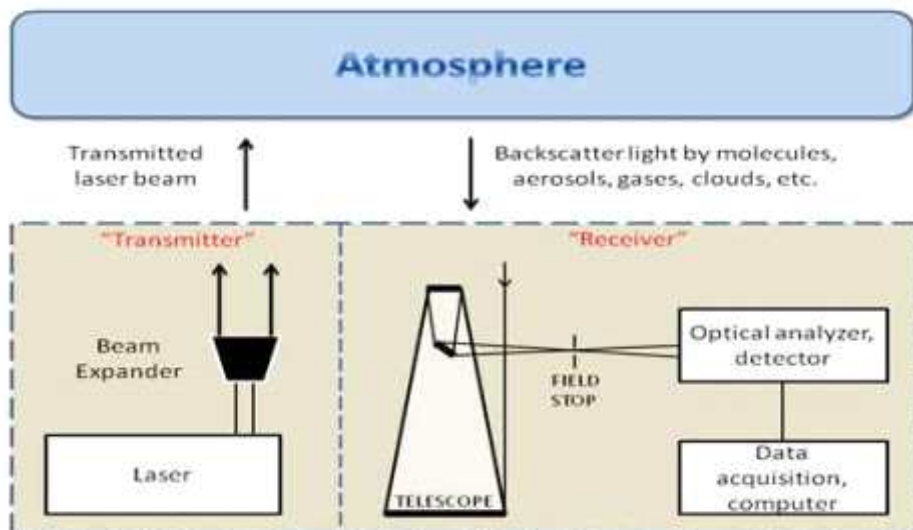 Atmosphere
Transmitted
laser beam
Backscatter light by molecules,
aerosols, gases, clouds, etc.
“Transmitter”
“Receiver”
Beam
Expander
Laser
TELESCOPE
FIELD
STOP
Optical analyzer,
detector
Data
acquisition,
computer